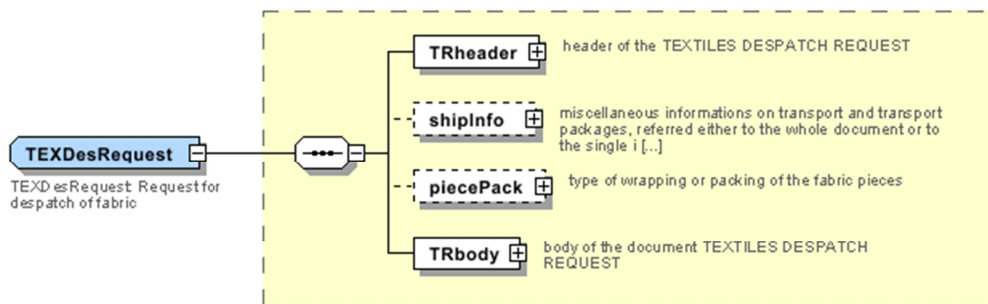 TRheader
header of the TEXTILES DESPATCH REQUEST
shipInfo
miscellaneous informations on transport and transport
packages, referred either to the whole document or to
the single i [...]
TEXDesRequest
TEXDesRequest: Request for
despatch of fabric
piecePack
type of wrapping or packing of the fabric pieces
TRbody
body of the document TEXTILES DESPATCH
REQUEST